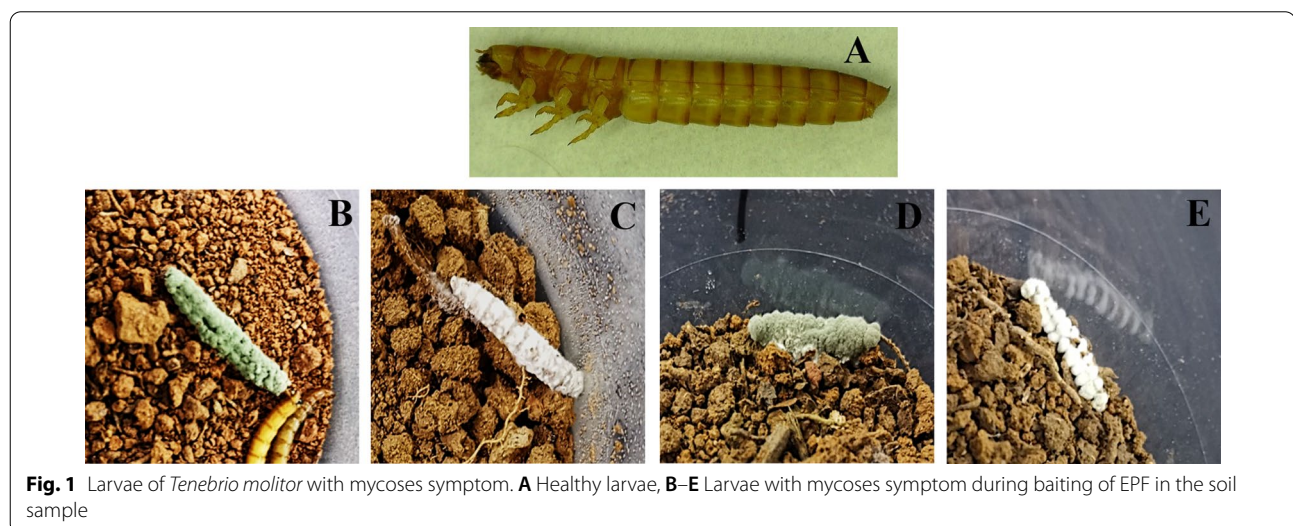 A
B
C
D
E
Fig. 1 Larvae of Tenebrio molitor with mycoses symptom. A Healthy larvae, B–E Larvae with mycoses symptom during baiting of EPF in the soil
sample